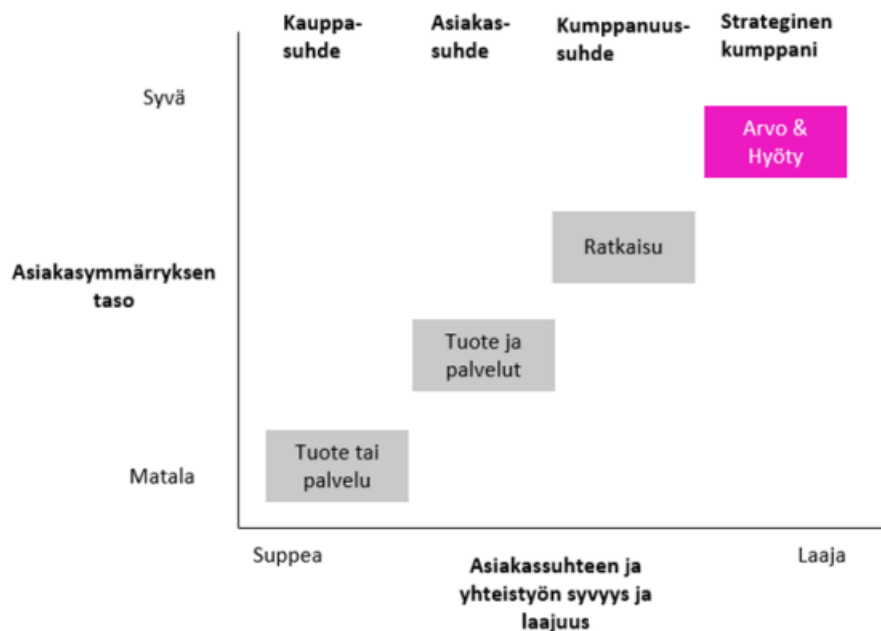 Kauppa-
suhde
Asiakas-
suhde
Kumppanuus-
suhde
Strateginen
kumppani
Syvä
Arvo &
Hyöty
Ratkaisu
Asiakasymmärryksen
taso
Tuote ja
palvelut
Tuote tai
palvelu
Matala
Suppea
Laaja
Asiakassuhteen ja
yhteistyön syvyys ja
laajuus